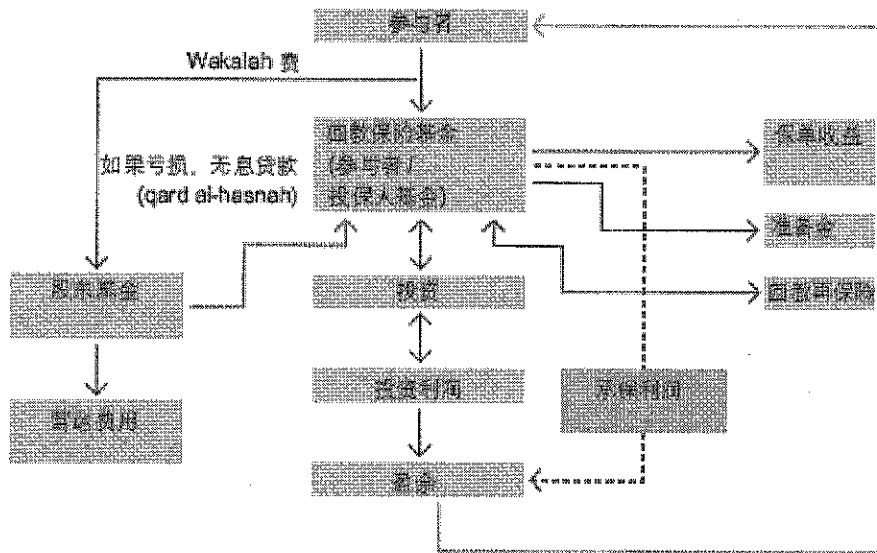 参与者
Wakalah 费
回教保险基金
(参与者 /
投保人基金)
保单收益
如果亏损，无息贷款
(qard al-hasnah)
准备金
股东基金
投资
回教再保险
投资利润
承保利润
营运费用
盈余